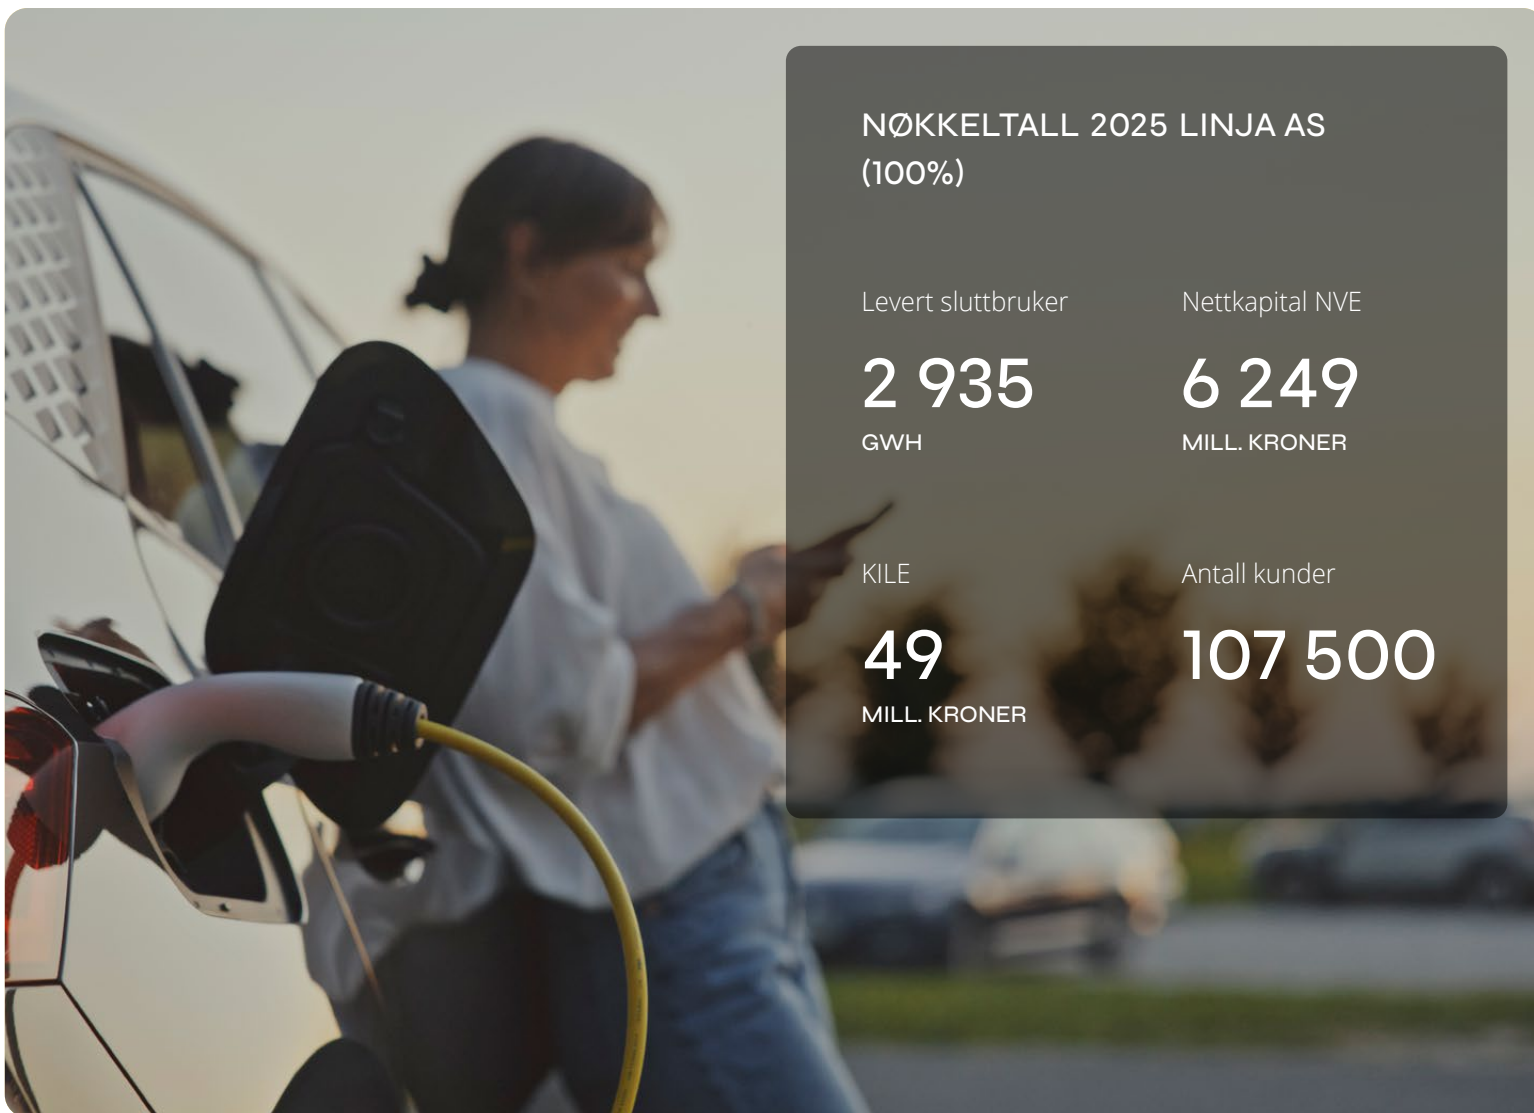 NØKKELTALL 2025 LINJA AS
(100%)
Levert sluttbruker
2 935
GWH
Nettkapital NVE
6 249
MILL. KRONER
KILE
49
MILL. KRONER
Antall kunder
107 500